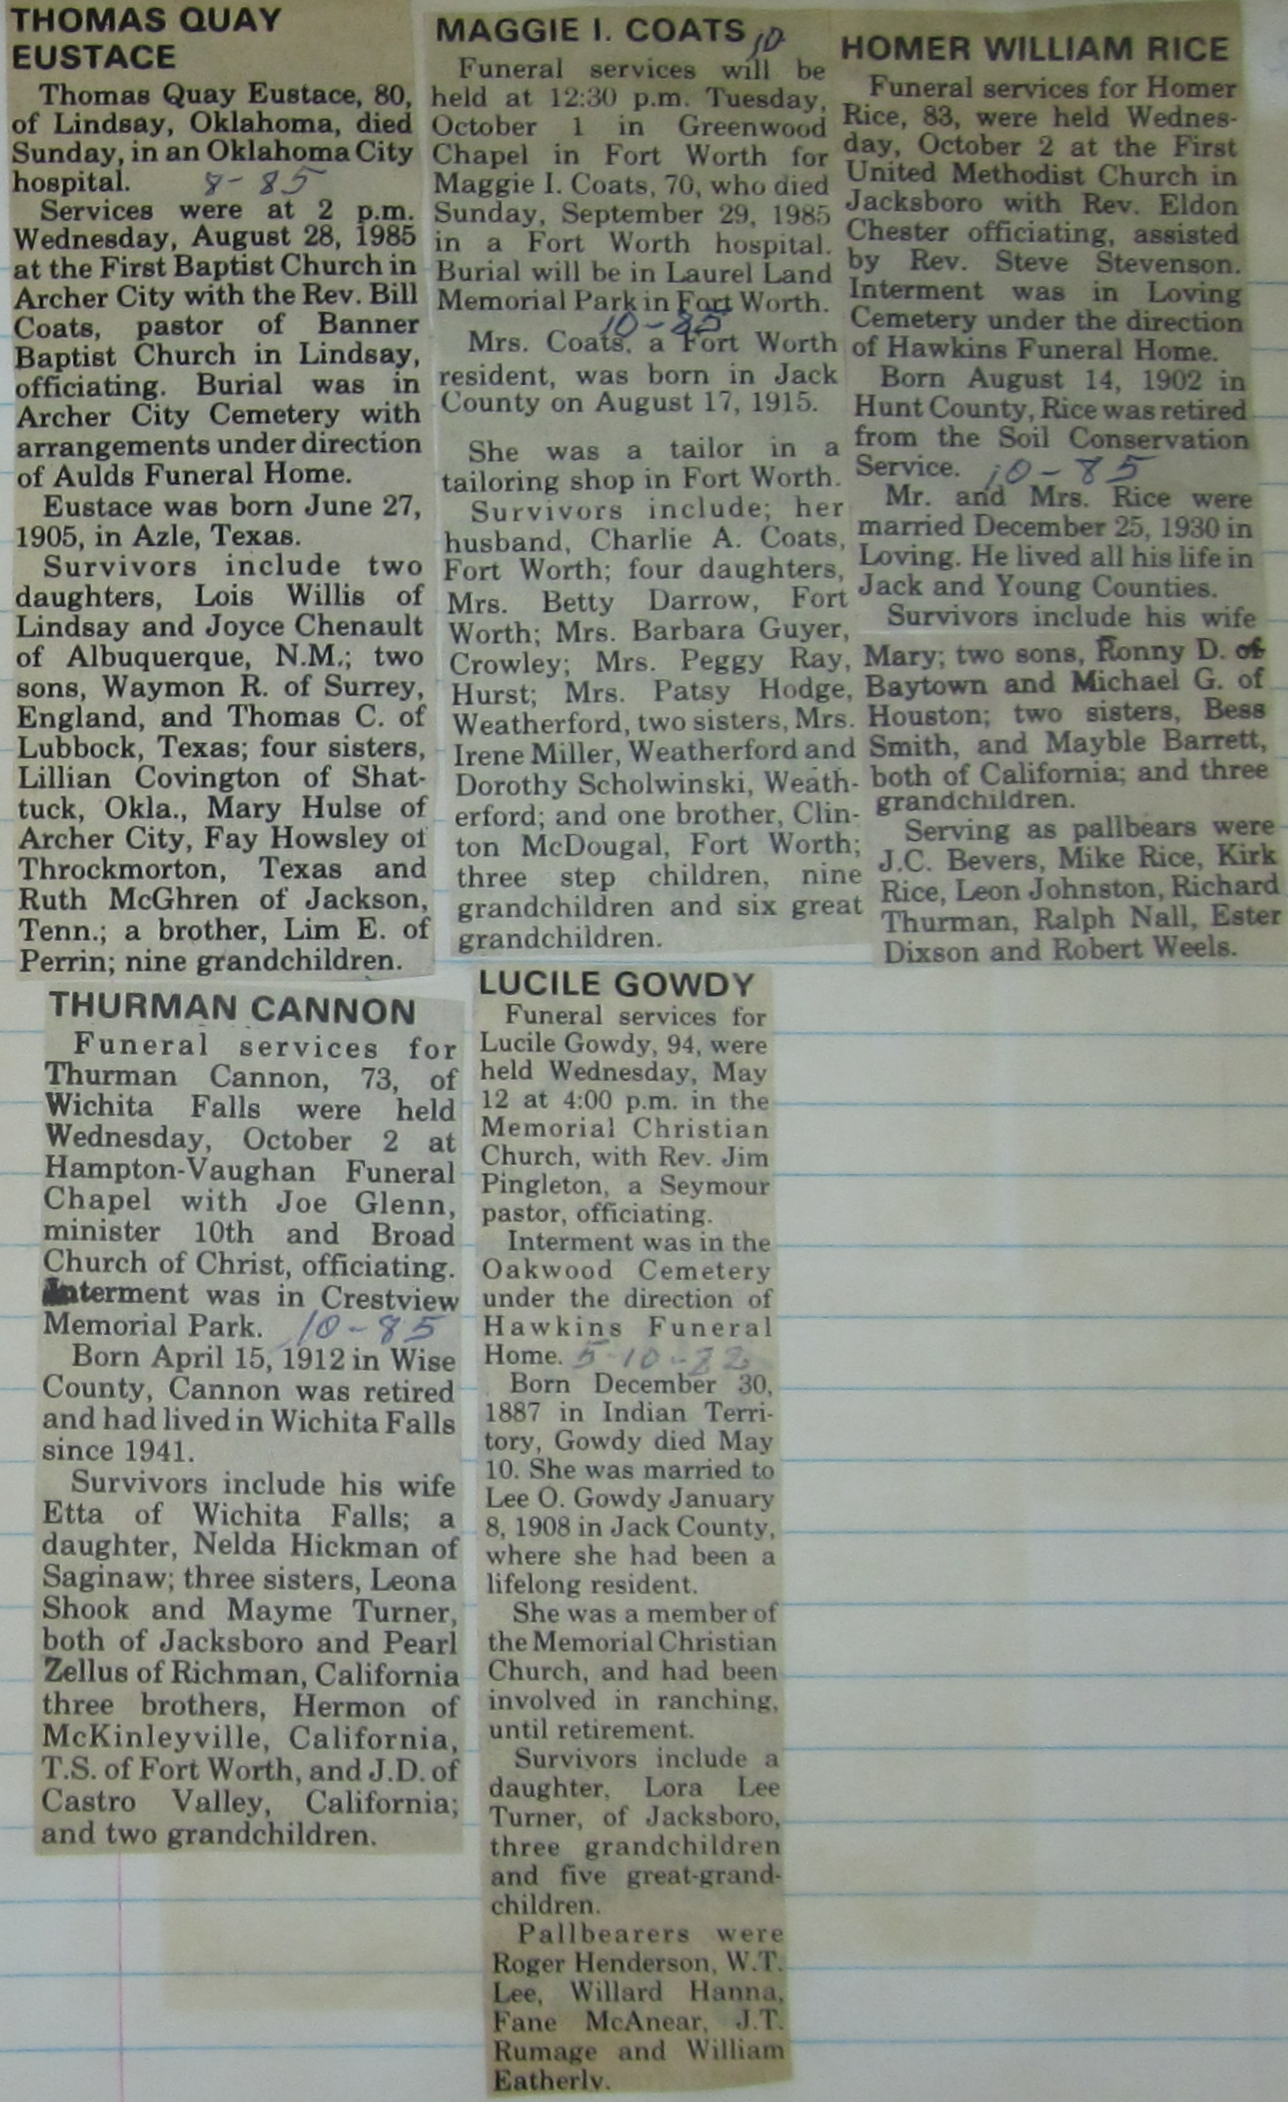 THOMAS QUAY
EUSTACE
Thomas Quay Eustace, 80,
of Lindsay, Oklahoma, died
Sunday, in an Oklahoma City
hospital. 8-85
Services were at 2 p.m.
Wednesday, August 28, 1985
at the First Baptist Church in
Archer City with the Rev. Bill
Coats, pastor of Banner
Baptist Church in Lindsay,
officiating. Burial was in
Archer City Cemetery with
arrangements under direction
of Aulds Funeral Home.
Eustace was born June 27,
1905, in Azle, Texas.
Survivors include two
daughters, Lois Willis of
Lindsay and Joyce Chenault
of Albuquerque, N.M.; two
sons, Waymon R. of Surrey,
England, and Thomas C. of
Lubbock, Texas; four sisters,
Lillian Covington of Shat-
tuck, Okla., Mary Hulse of
Archer City, Fay Howsley of
Throckmorton, Texas and
Ruth McGhren of Jackson,
Tenn.; a brother, Lim E. of
Perrin; nine grandchildren.
MAGGIE I. COATS 10
Funeral services will be
held at 12:30 p.m. Tuesday,
October 1 in Greenwood
Chapel in Fort Worth for
Maggie I. Coats, 70, who died
Sunday, September 29, 1985
in a Fort Worth hospital.
Burial will be in Laurel Land
Memorial Park in Fort Worth.
10-85
Mrs. Coats, a Fort Worth
resident, was born in Jack
County on August 17, 1915.
She was a tailor in a
tailoring shop in Fort Worth.
Survivors include; her
husband, Charlie A. Coats,
Fort Worth; four daughters,
Mrs. Betty Darrow, Fort
Worth; Mrs. Barbara Guyer,
Crowley; Mrs. Peggy Ray,
Hurst; Mrs. Patsy Hodge,
Weatherford, two sisters, Mrs.
Irene Miller, Weatherford and
Dorothy Scholwinski, Weath-
erford; and one brother, Clin-
ton McDougal, Fort Worth;
three step children, nine
grandchildren and six great
grandchildren.
HOMER WILLIAM RICE
Funeral services for Homer
Rice, 83, were held Wednes-
day, October 2 at the First
United Methodist Church in
Jacksboro with Rev. Eldon
Chester officiating, assisted
by Rev. Steve Stevenson.
Interment was in Loving
Cemetery under the direction
of Hawkins Funeral Home.
Born August 14, 1902 in
Hunt County, Rice was retired
from the Soil Conservation
Service. 10-85
Mr. and Mrs. Rice were
married December 25, 1930 in
Loving. He lived all his life in
Jack and Young Counties.
Survivors include his wife
Mary; two sons, Ronny D. of
Baytown and Michael G. of
Houston; two sisters, Bess
Smith, and Mayble Barrett,
both of California; and three
grandchildren.
Serving as pallbears were
J.C. Bevers, Mike Rice, Kirk
Rice, Leon Johnston, Richard
Thurman, Ralph Nall, Ester
Dixson and Robert Weels.
THURMAN CANNON
Funeral services for
Thurman Cannon, 73, of
Wichita Falls were held
Wednesday, October 2 at
Hampton-Vaughan Funeral
Chapel with Joe Glenn,
minister 10th and Broad
Church of Christ, officiating.
Interment was in Crestview
Memorial Park. 10-85
Born April 15, 1912 in Wise
County, Cannon was retired
and had lived in Wichita Falls
since 1941.
Survivors include his wife
Etta of Wichita Falls; a
daughter, Nelda Hickman of
Saginaw; three sisters, Leona
Shook and Mayme Turner,
both of Jacksboro and Pearl
Zellus of Richman, California
three brothers, Hermon of
McKinleyville, California,
T.S. of Fort Worth, and J.D. of
Castro Valley, California;
and two grandchildren.
LUCILE GOWDY
Funeral services for
Lucile Gowdy, 94, were
held Wednesday, May
12 at 4:00 p.m. in the
Memorial Christian
Church, with Rev. Jim
Pingleton, a Seymour
pastor, officiating.
Interment was in the
Oakwood Cemetery
under the direction of
Hawkins Funeral
Home. 5-10-
Born December 30,
1887 in Indian Terri-
tory, Gowdy died May
10. She was married to
Lee O. Gowdy January
8, 1908 in Jack County,
where she had been a
lifelong resident.
She was a member of
the Memorial Christian
Church, and had been
involved in ranching,
until retirement.
Survivors include a
daughter, Lora Lee
Turner, of Jacksboro,
three grandchildren
and five great-grand-
children.
Pallbearers were
Roger Henderson, W.T.
Lee, Willard Hanna,
Fane McAnear, J.T.
Rumage and William
Eatherly.